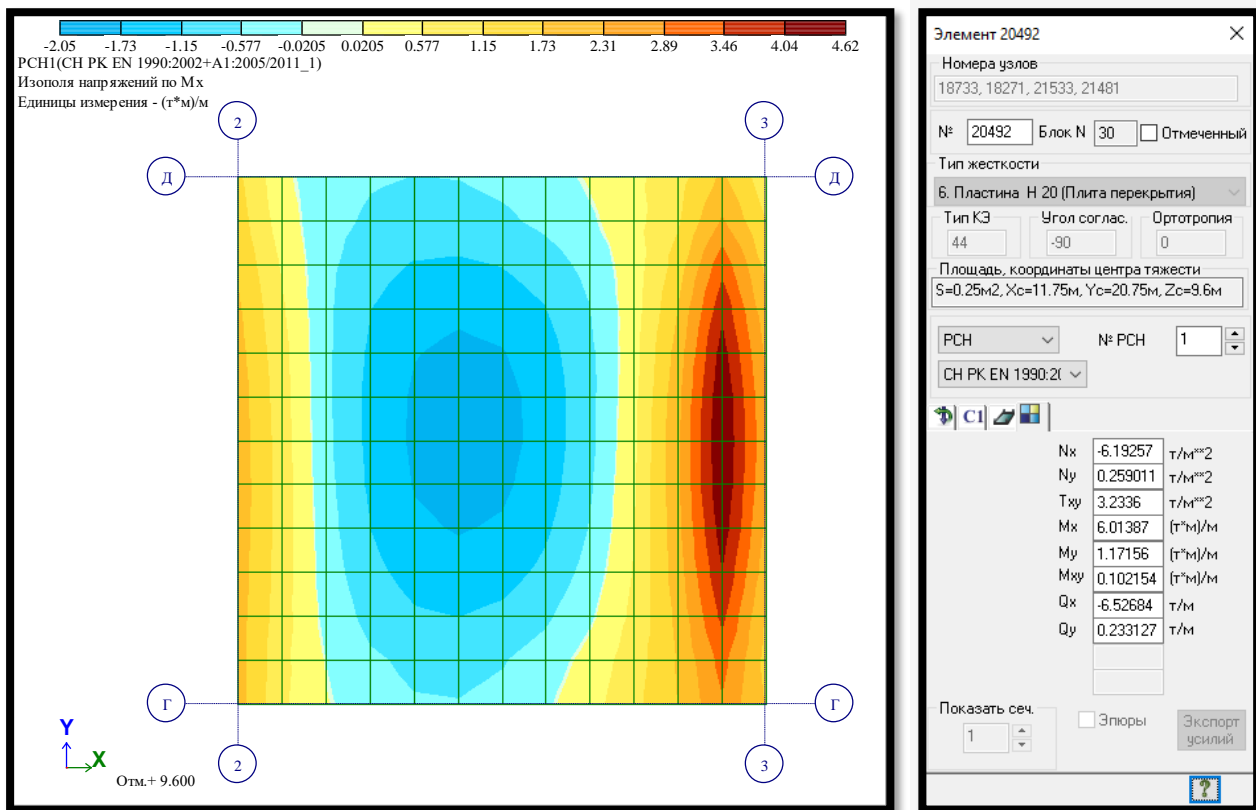 -2.05 -1.73 -1.15 -0.577 -0.0205 0.0205 0.577 1.15 1.73 2.31 2.89 3.46 4.04 4.62
РСН1(СН РК EN 1990:2002+A1:2005/2011_1)
Изополя напряжений по Mx
Единицы измерения - (т*м)/м
2 3
Д Д
Г Г
2 3
Y
X
Отм.+ 9.600
Элемент 20492
Номера узлов
18733, 18271, 21533, 21481
№ 20492 Блок N 30 Отмеченный
Тип жесткости
6. Пластина H 20 (Плита перекрытия)
Тип КЭ Угол соглас. Ортотропия
44 -90 0
Площадь, координаты центра тяжести
S=0.25м2, Xc=11.75м, Yc=20.75м, Zc=9.6м
РСН № РСН 1
СН РК EN 1990:2(
C1
Nx -6.19257 т/м**2
Ny 0.259011 т/м**2
Txy 3.2336 т/м**2
Mx 6.01387 (т*м)/м
My 1.17156 (т*м)/м
Mxy 0.102154 (т*м)/м
Qx -6.52684 т/м
Qy 0.233127 т/м
Показать сеч.
1 Эпюры Экспорт
усилий
?